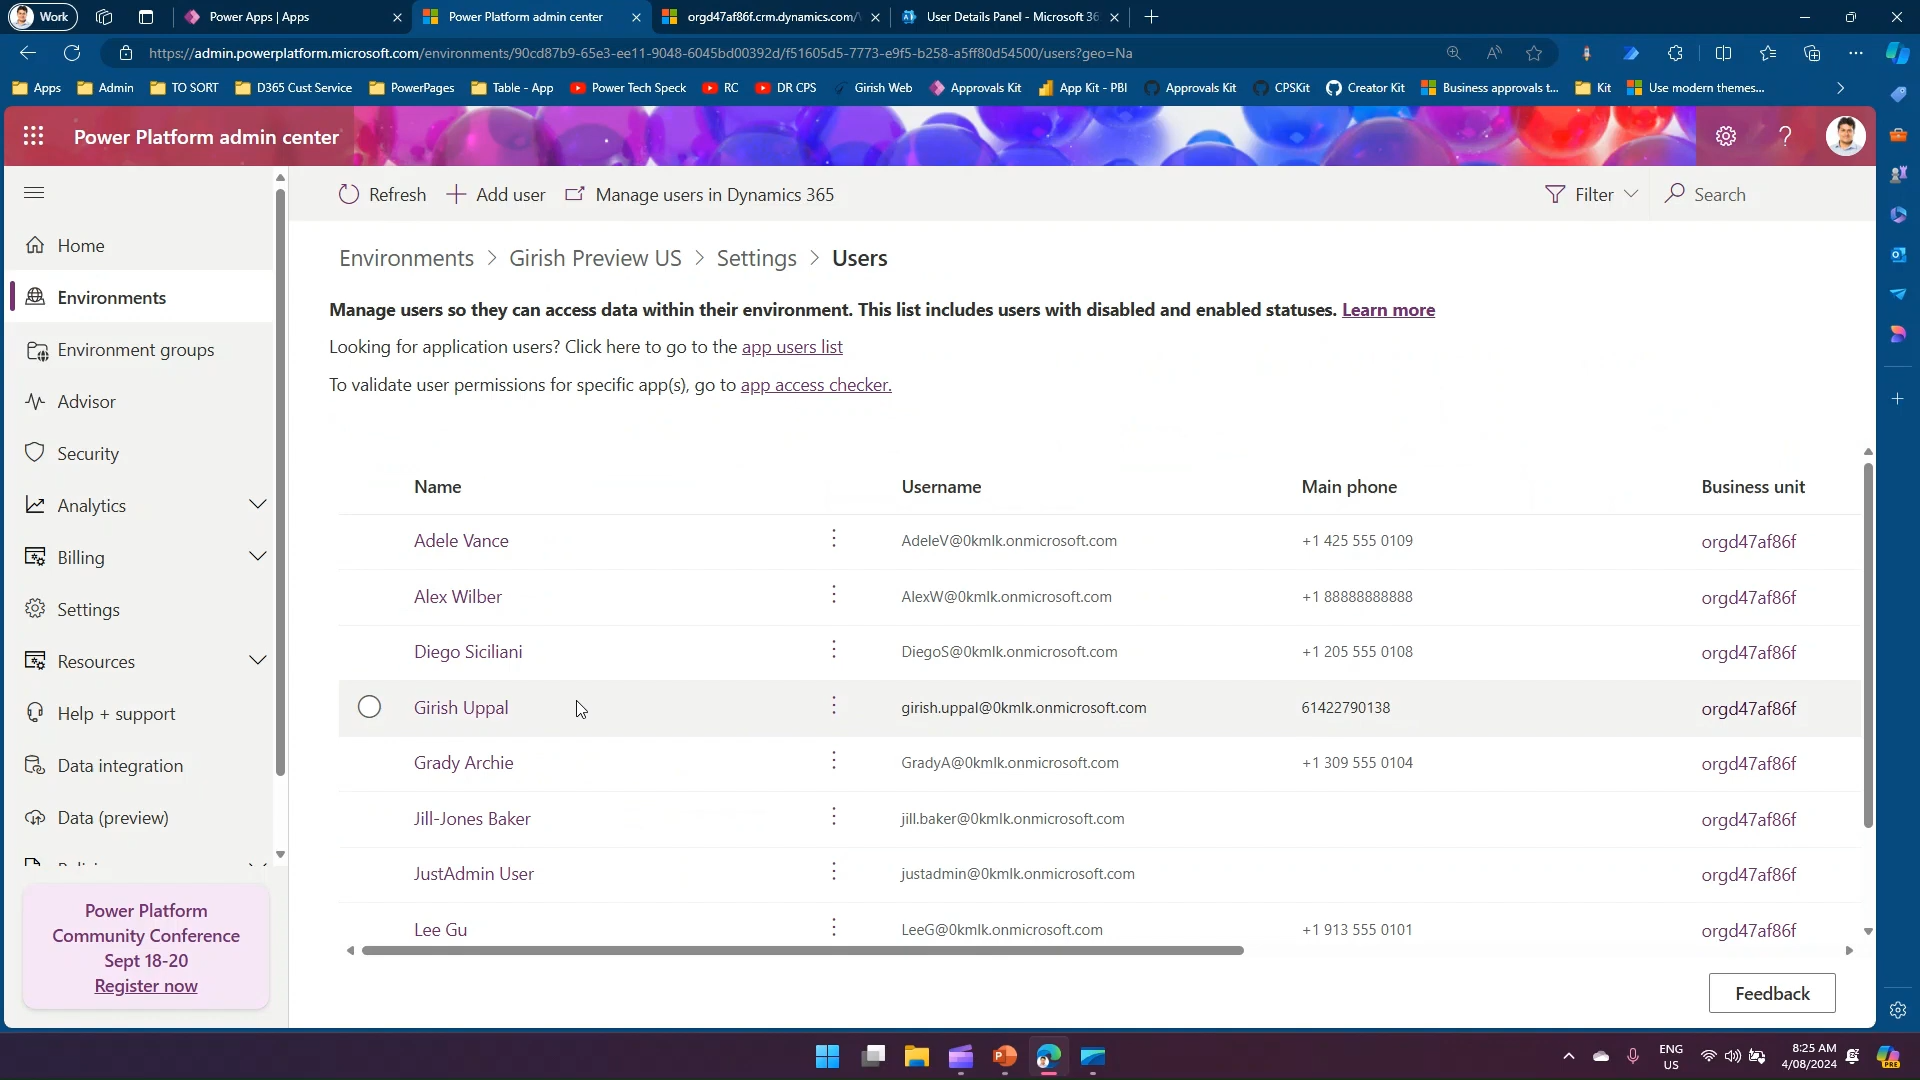 Work
Power Apps | Apps
Power Platform admin center
orgd47af86f.crm.dynamics.com/
User Details Panel - Microsoft 36
https://admin.powerplatform.microsoft.com/environments/90cd87b9-65e3-ee11-9048-6045bd00392d/f51605d5-7773-e9f5-b258-a5ff80d54500/users?geo=Na
Apps
Admin
TO SORT
D365 Cust Service
PowerPages
Table - App
Power Tech Speck
RC
DR CPS
Girish Web
Approvals Kit
App Kit - PBI
Approvals Kit
CPSKit
Creator Kit
Business approvals t...
Kit
Use modern themes...
Power Platform admin center
Refresh
Add user
Manage users in Dynamics 365
Filter
Search
Home
Environments
Environment groups
Advisor
Security
Analytics
Billing
Settings
Resources
Help + support
Data integration
Data (preview)
Power Platform
Community Conference
Sept 18-20
Register now
Environments > Girish Preview US > Settings > Users
Manage users so they can access data within their environment. This list includes users with disabled and enabled statuses. Learn more
Looking for application users? Click here to go to the app users list
To validate user permissions for specific app(s), go to app access checker.
Name Username Main phone Business unit
Adele Vance AdeleV@0kmlk.onmicrosoft.com +1 425 555 0109 orgd47af86f
Alex Wilber AlexW@0kmlk.onmicrosoft.com +1 88888888888 orgd47af86f
Diego Siciliani DiegoS@0kmlk.onmicrosoft.com +1 205 555 0108 orgd47af86f
Girish Uppal girish.uppal@0kmlk.onmicrosoft.com 61422790138 orgd47af86f
Grady Archie GradyA@0kmlk.onmicrosoft.com +1 309 555 0104 orgd47af86f
Jill-Jones Baker jill.baker@0kmlk.onmicrosoft.com orgd47af86f
JustAdmin User justadmin@0kmlk.onmicrosoft.com orgd47af86f
Lee Gu LeeG@0kmlk.onmicrosoft.com +1 913 555 0101 orgd47af86f
Feedback
ENG
US
8:25 AM
4/08/2024
PRE